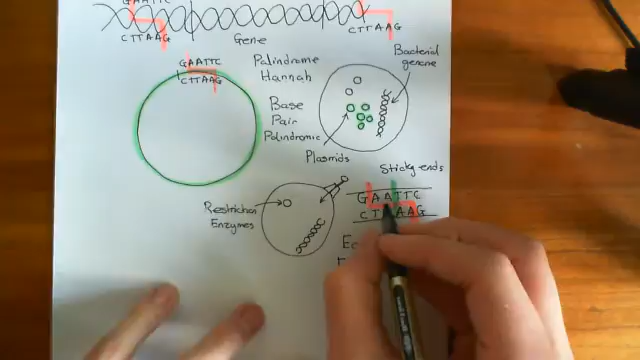 GAATTC
CTTAAG
CTTAAG
Gene
GAATTC
CTTAAG
Palindrome
Hannah
Base
Pair
Palindromic
Bacterial
genome
Plasmids
Sticky ends
Restriction
Enzymes
GAATTC